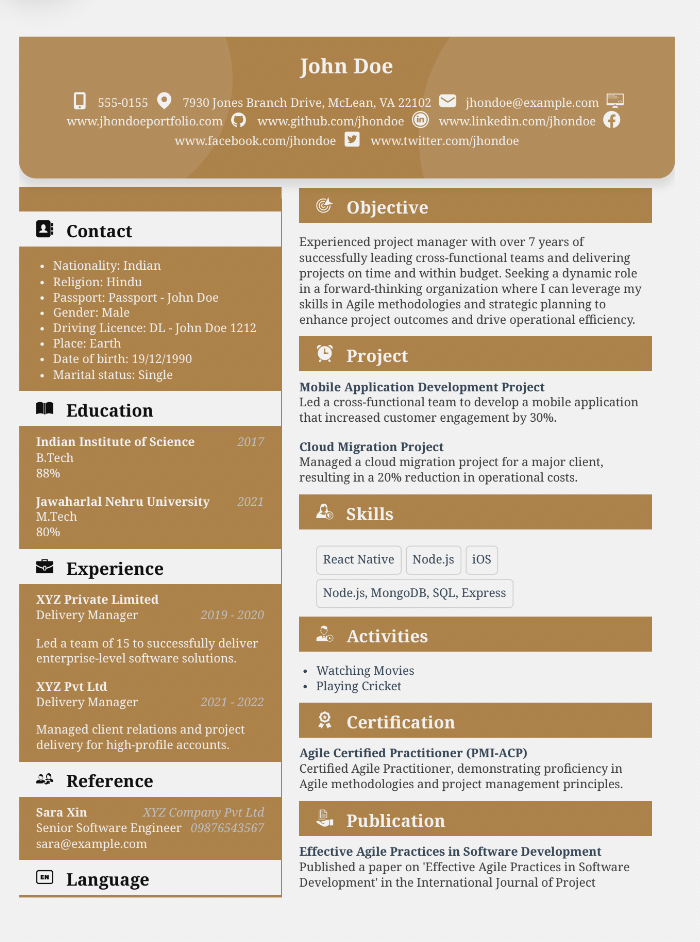 John Doe
555-0155 7930 Jones Branch Drive, McLean, VA 22102 jhondoe@example.com
www.jhondoeportfolio.com www.github.com/jhondoe www.linkedin.com/jhondoe
www.facebook.com/jhondoe www.twitter.com/jhondoe
Contact
• Nationality: Indian
• Religion: Hindu
• Passport: Passport - John Doe
• Gender: Male
• Driving Licence: DL - John Doe 1212
• Place: Earth
• Date of birth: 19/12/1990
• Marital status: Single
Education
Indian Institute of Science 2017
B.Tech
88%
Jawaharlal Nehru University 2021
M.Tech
80%
Experience
XYZ Private Limited
Delivery Manager 2019 - 2020
Led a team of 15 to successfully deliver
enterprise-level software solutions.
XYZ Pvt Ltd
Delivery Manager 2021 - 2022
Managed client relations and project
delivery for high-profile accounts.
Reference
Sara Xin XYZ Company Pvt Ltd
Senior Software Engineer 09876543567
sara@example.com
EN Language
Objective
Experienced project manager with over 7 years of
successfully leading cross-functional teams and delivering
projects on time and within budget. Seeking a dynamic role
in a forward-thinking organization where I can leverage my
skills in Agile methodologies and strategic planning to
enhance project outcomes and drive operational efficiency.
Project
Mobile Application Development Project
Led a cross-functional team to develop a mobile application
that increased customer engagement by 30%.
Cloud Migration Project
Managed a cloud migration project for a major client,
resulting in a 20% reduction in operational costs.
Skills
React Native Node.js iOS
Node.js, MongoDB, SQL, Express
Activities
• Watching Movies
• Playing Cricket
Certification
Agile Certified Practitioner (PMI-ACP)
Certified Agile Practitioner, demonstrating proficiency in
Agile methodologies and project management principles.
Publication
Effective Agile Practices in Software Development
Published a paper on 'Effective Agile Practices in Software
Development' in the International Journal of Project